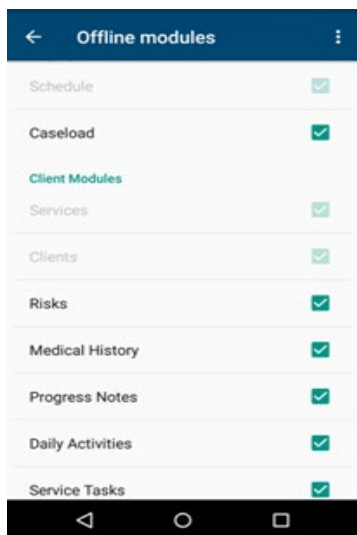 Offline modules
Schedule
Caseload
Client Modules
Services
Clients
Risks
Medical History
Progress Notes
Daily Activities
Service Tasks